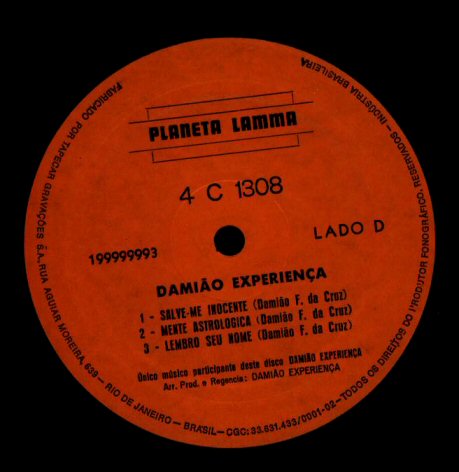 PLANETA LAMMA
4 C 1308
199999993
LADO D
DAMIÃO EXPERIENÇA
1 - SALVE-ME INOCENTE (Damião F. da Cruz)
2 - MENTE ASTROLOGICA (Damião F. da Cruz)
3 - LEMBRO SEU NOME (Damião F. da Cruz)
Único músico participante deste disco DAMIÃO EXPERIENÇA
Arr. Prod. e Regencia: DAMIÃO EXPERIENÇA
FABRICADO POR TAPECAR GRAVAÇÕES S.A. RUA AGUIAR MOREIRA, 639 - RIO DE JANEIRO - BRASIL - CGC: 33.631.433/0001-02 - TODOS OS DIREITOS DO PRODUTOR FONOGRÁFICO, RESERVADOS - INDÚSTRIA BRASILEIRA